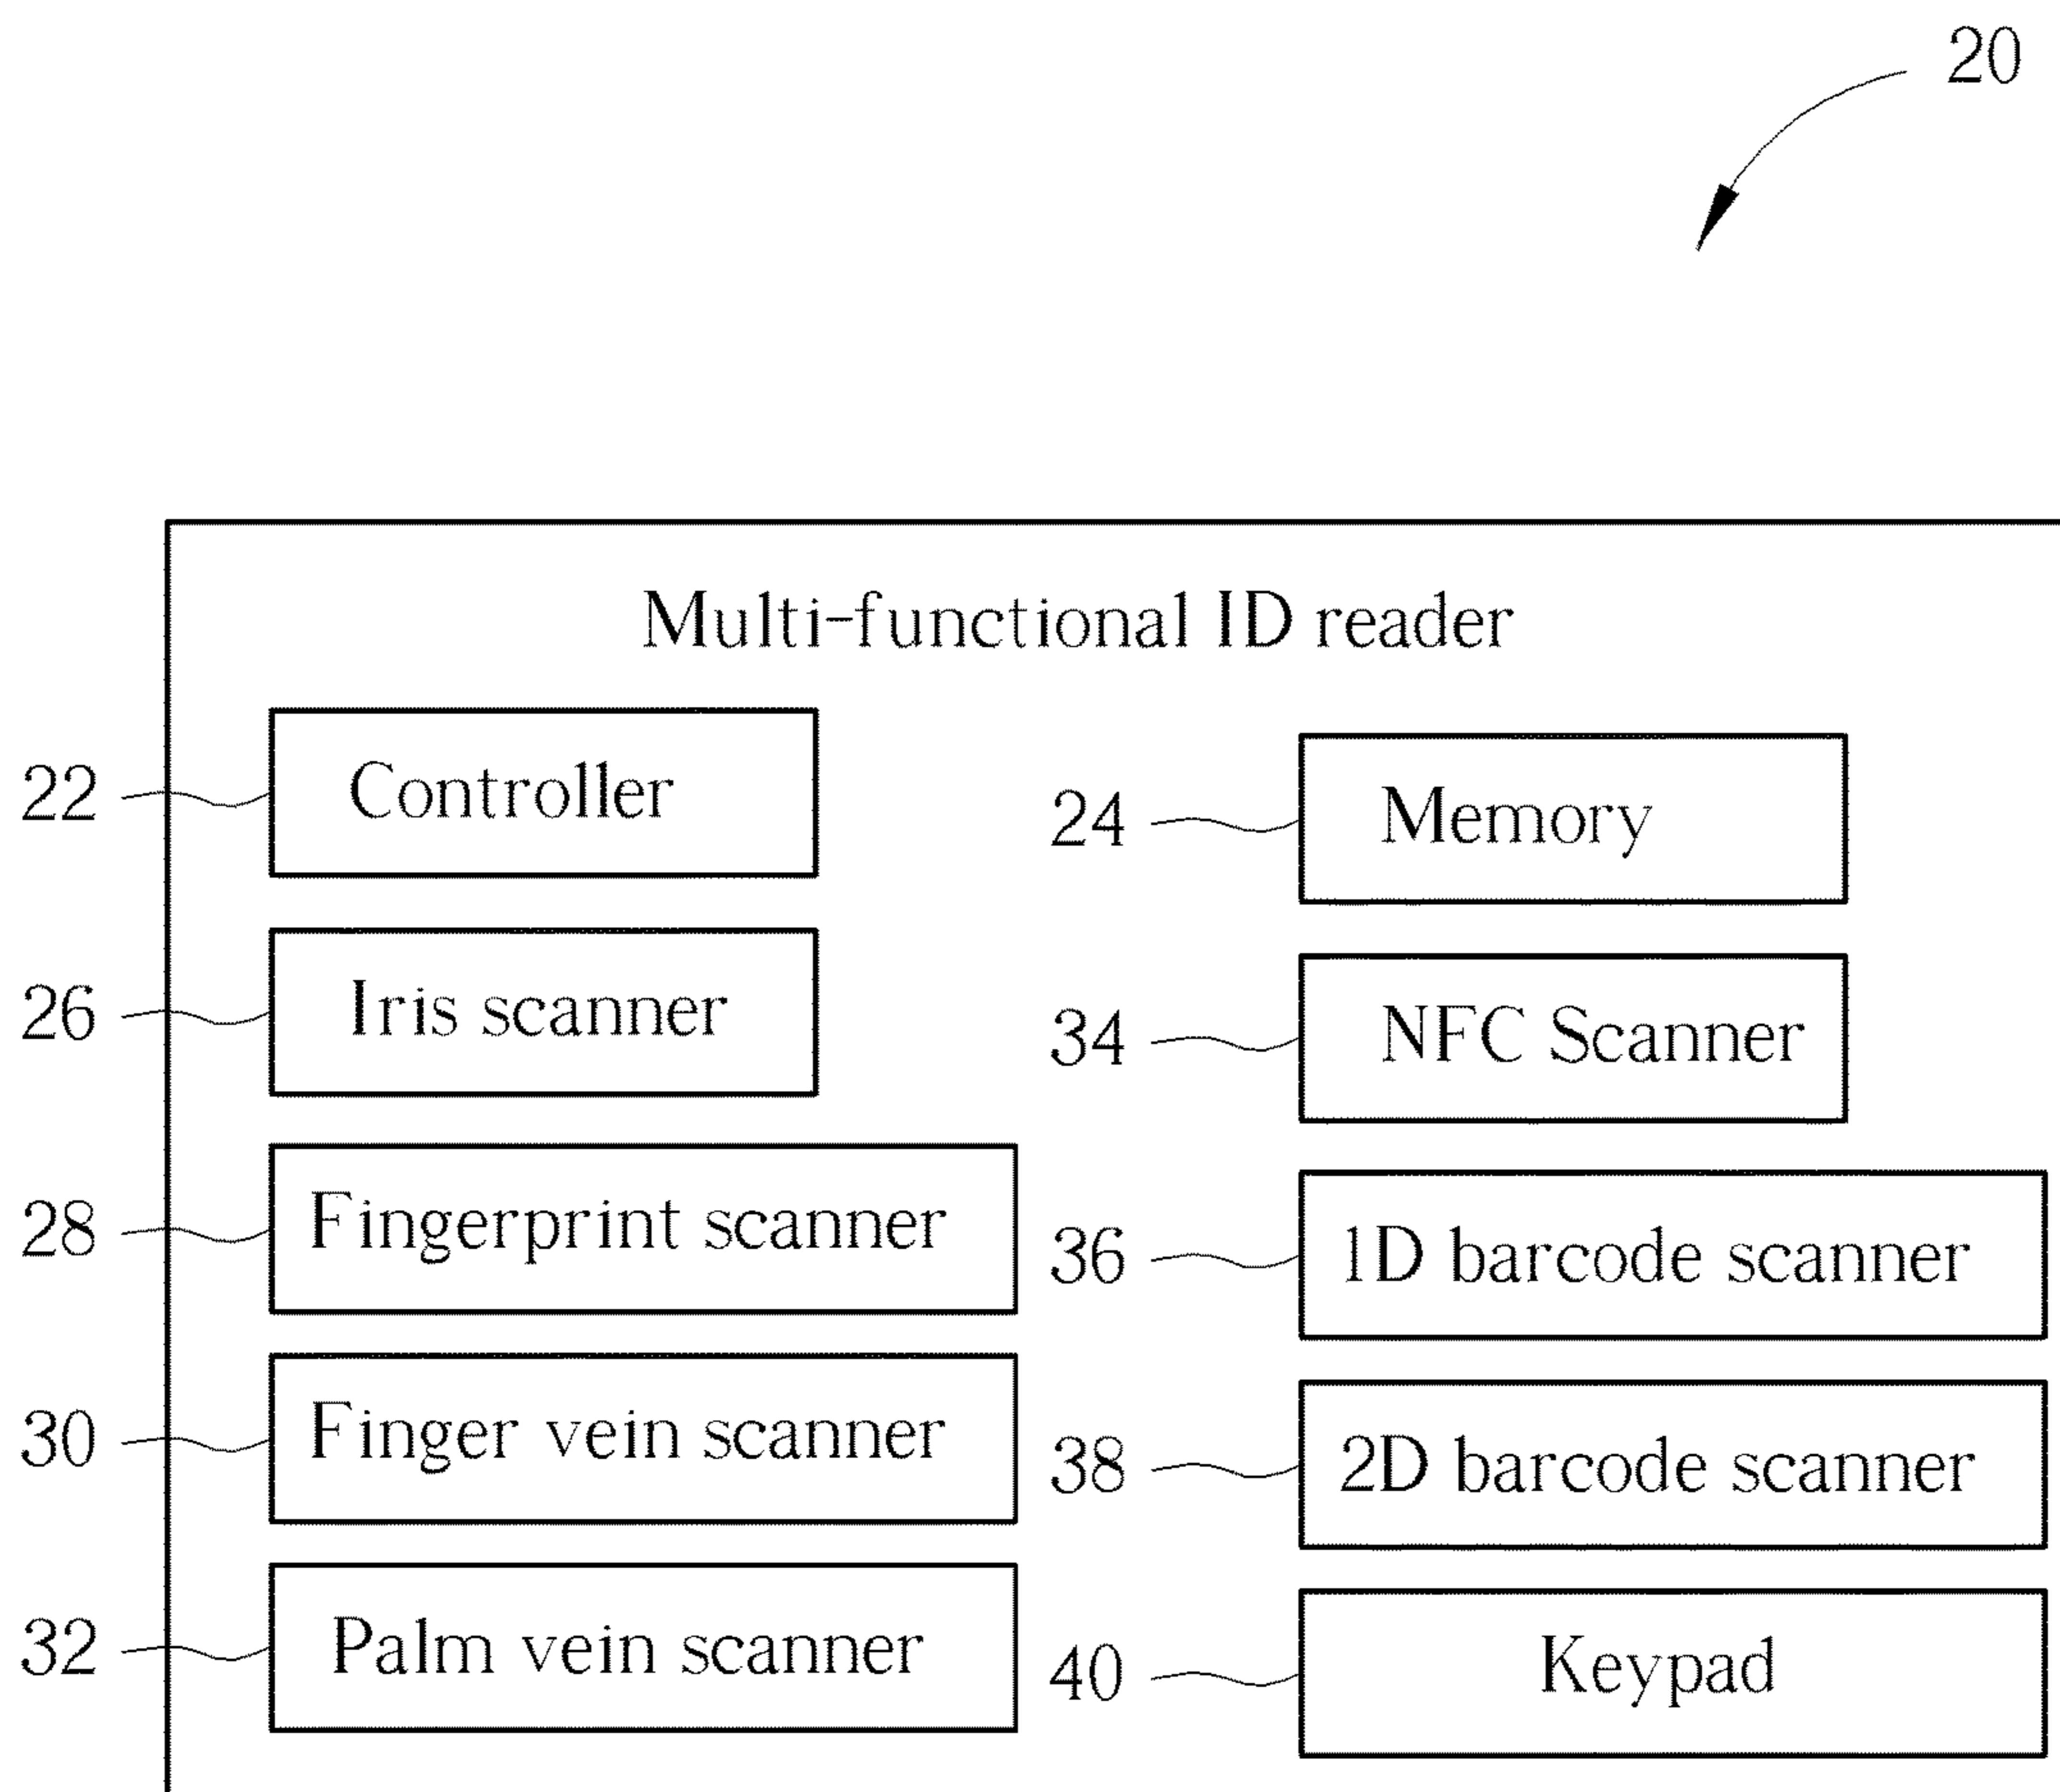 20
Multi-functional ID reader
22 Controller
24 Memory
26 Iris scanner
34 NFC Scanner
28 Fingerprint scanner
36 1D barcode scanner
30 Finger vein scanner
38 2D barcode scanner
32 Palm vein scanner
40 Keypad